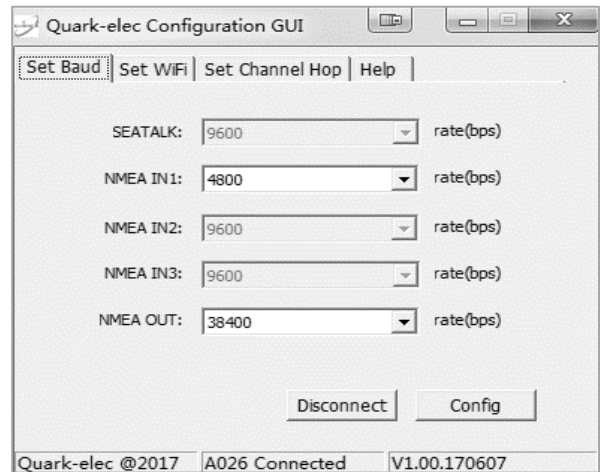 Quark-elec Configuration GUI
Set Baud Set WiFi Set Channel Hop Help
SEATALK: 9600 rate(bps)
NMEA IN1: 4800 rate(bps)
NMEA IN2: 9600 rate(bps)
NMEA IN3: 9600 rate(bps)
NMEA OUT: 38400 rate(bps)
Disconnect Config
Quark-elec @2017 A026 Connected V1.00.170607